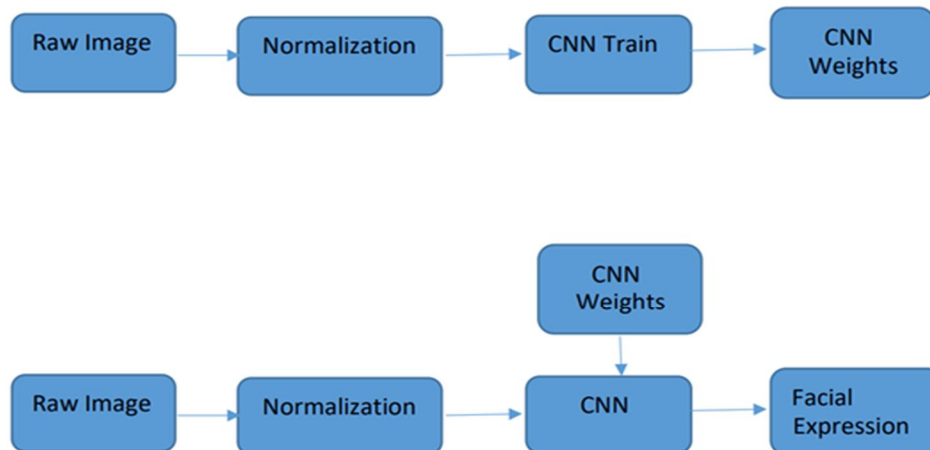 Raw Image
Normalization
CNN Train
CNN
Weights
CNN
Weights
Raw Image
Normalization
CNN
Facial
Expression